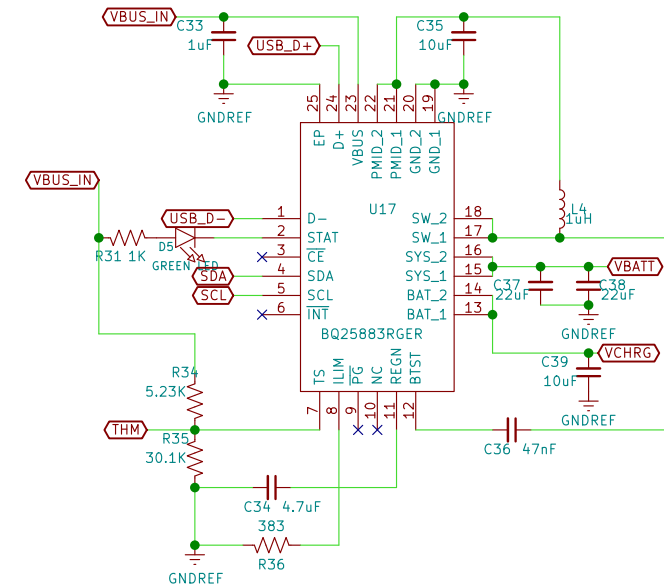 VBUS_IN
C33
1uF
USB_D+
GNDREF
C35
10uF
GNDREF
25
24
23
22
21
20
19
EP
D+
VBUS
PMID_2
PMID_1
GND_2
GND_1
VBUS_IN
USB_D-
R31 1K
D5
GREEN LED
SDA
SCL
1
2
3
4
5
6
D-
STAT
CE
SDA
SCL
INT
U17
BQ25883RGER
SW_2
SW_1
SYS_2
SYS_1
BAT_2
BAT_1
18
17
16
15
14
13
L4
1uH
VBATT
C37
22uF
C38
22uF
GNDREF
VCHRG
C39
10uF
GNDREF
TS
ILIM
PG
NC
REGN
BTST
7
8
9
10
11
12
R34
5.23K
THM
R35
30.1K
C36 47nF
C34 4.7uF
383
R36
GNDREF